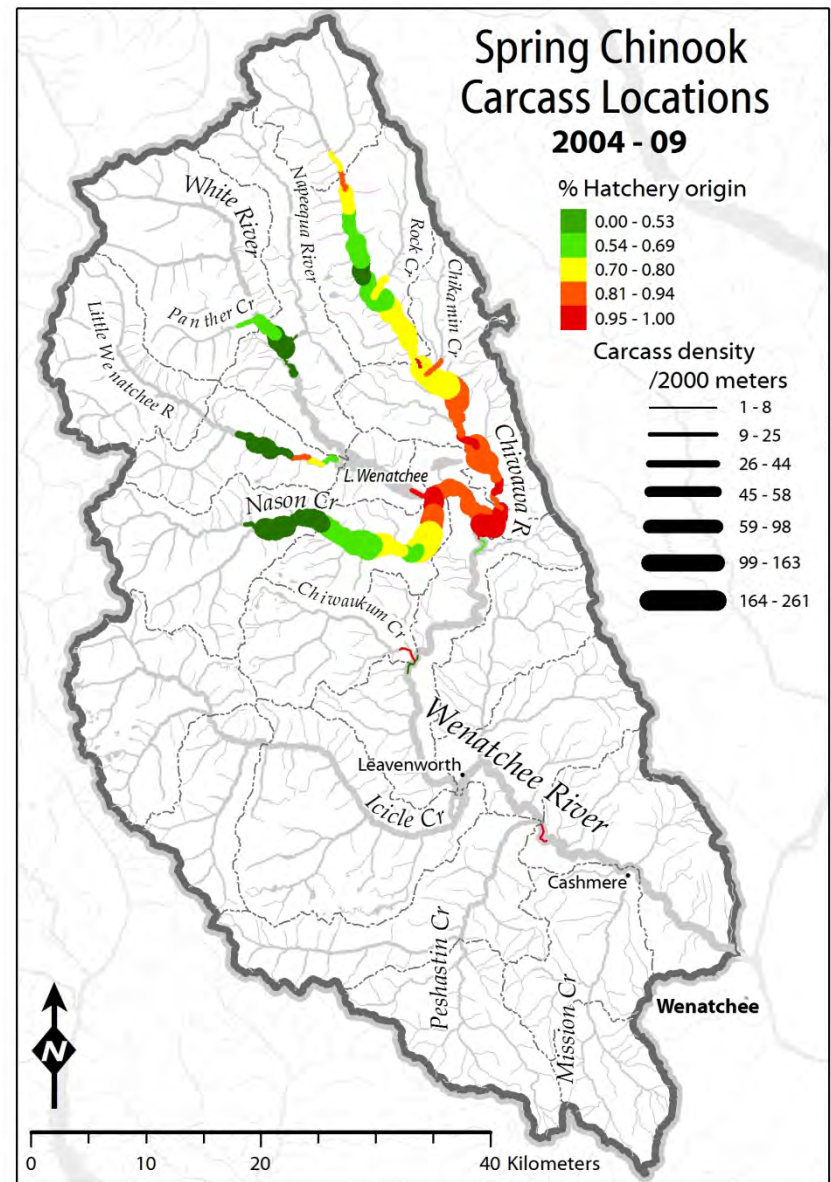 Spring Chinook
Carcass Locations
2004 - 09
% Hatchery origin
0.00 - 0.53
0.54 - 0.69
0.70 - 0.80
0.81 - 0.94
0.95 - 1.00
Carcass density
/2000 meters
1 - 8
9 - 25
26 - 44
45 - 58
59 - 98
99 - 163
164 - 261
White River
Napeequa River
Rock Cr
Chikamin Cr
Panther Cr
Little Wenatchee R
L. Wenatchee
Chiwawa R
Nason Cr
Chiwaukum Cr
Wenatchee River
Leavenworth
Icicle Cr
Cashmere
Peshastin Cr
Mission Cr
Wenatchee
N
0 10 20 40 Kilometers